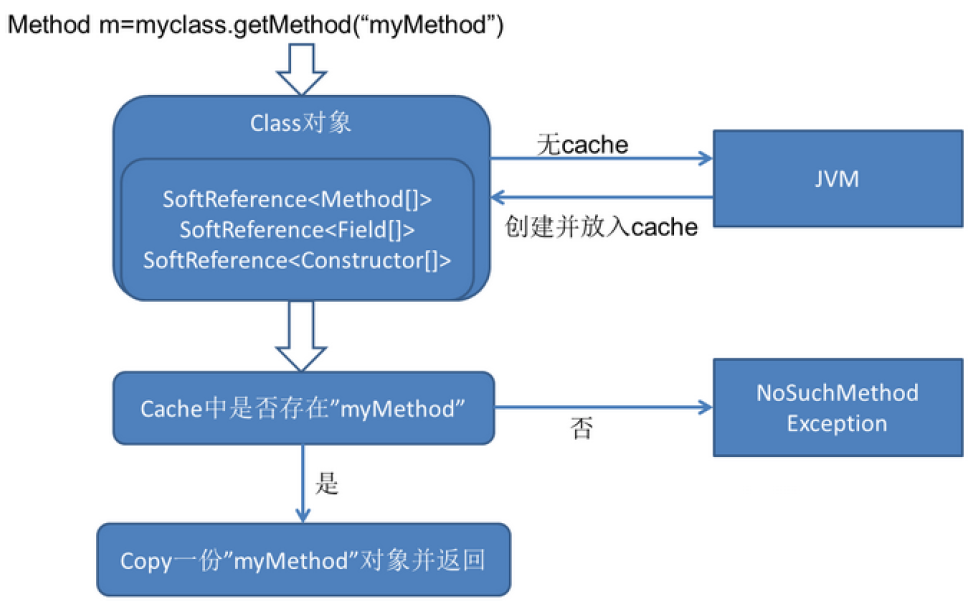 Method m=myclass.getMethod(“myMethod”)
Class对象
SoftReference<Method[]>
SoftReference<Field[]>
SoftReference<Constructor[]>
无cache
JVM
创建并放入cache
Cache中是否存在”myMethod”
否
NoSuchMethod
Exception
是
Copy一份”myMethod”对象并返回